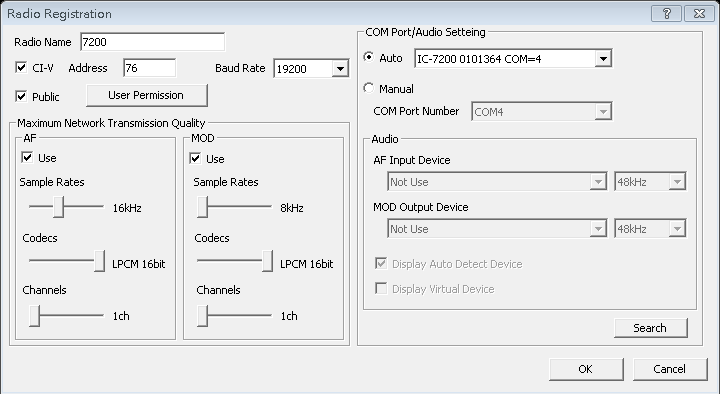 Radio Registration
Radio Name 7200
CI-V Address 76 Baud Rate 19200
Public User Permission
Maximum Network Transmission Quality
AF
Use
Sample Rates
16kHz
Codecs
LPCM 16bit
Channels
1ch
MOD
Use
Sample Rates
8kHz
Codecs
LPCM 16bit
Channels
1ch
COM Port/Audio Setteing
Auto IC-7200 0101364 COM=4
Manual
COM Port Number COM4
Audio
AF Input Device
Not Use 48kHz
MOD Output Device
Not Use 48kHz
Display Auto Detect Device
Display Virtual Device
Search
OK Cancel